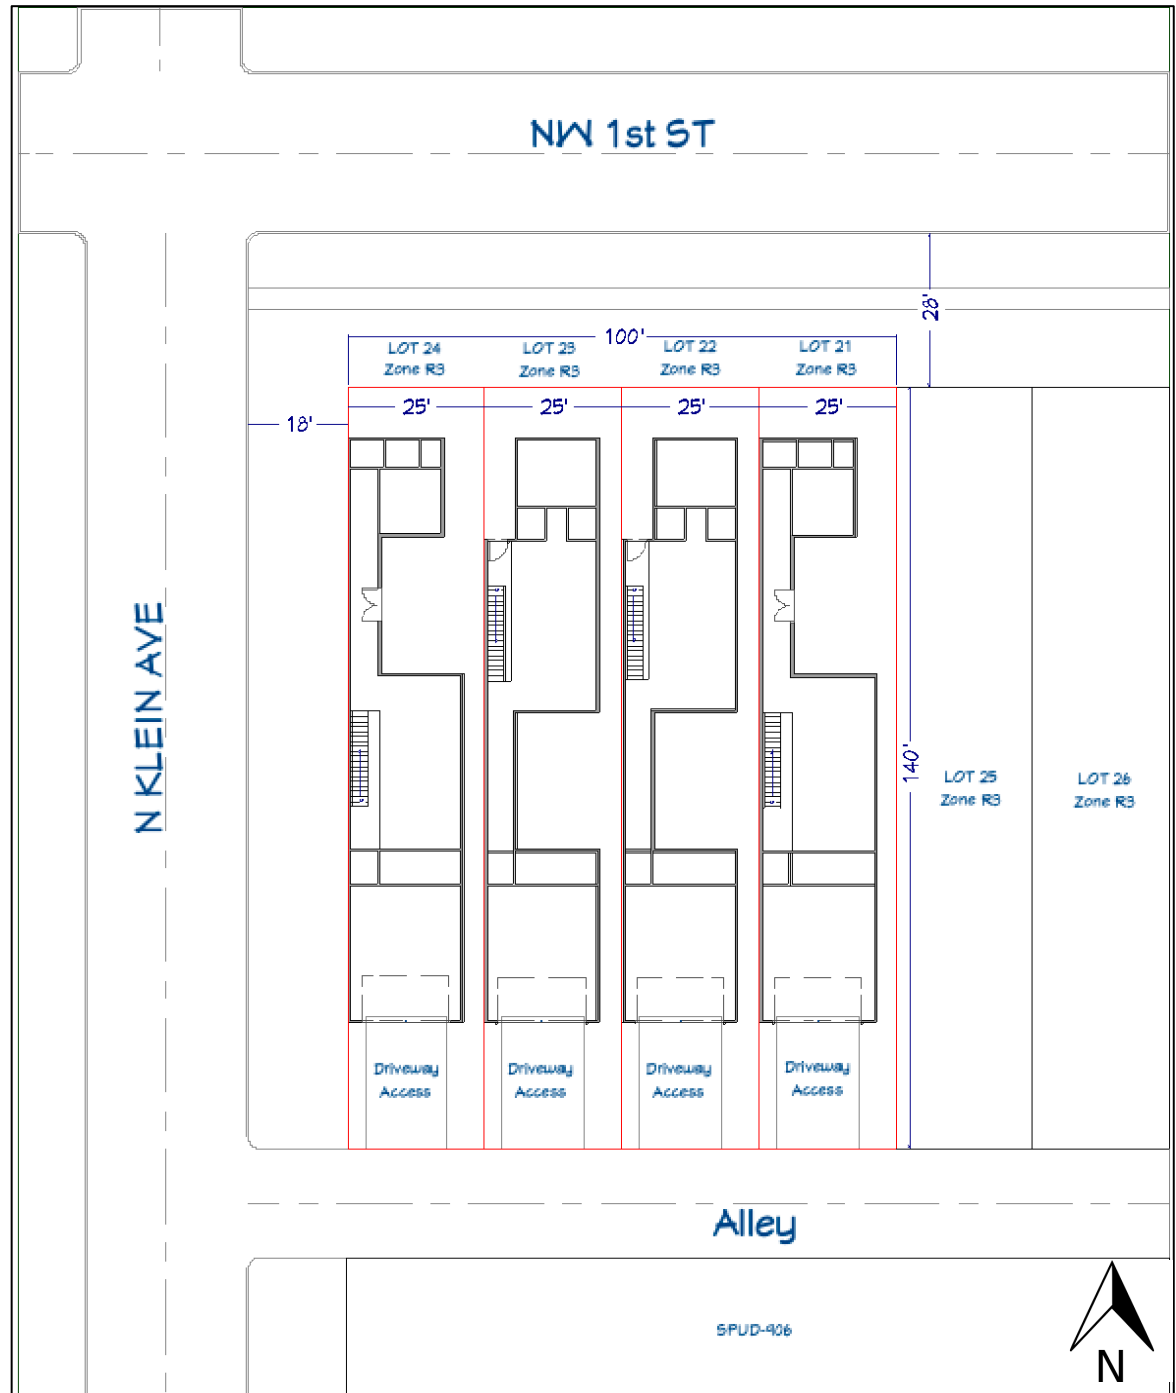 NW 1st ST
28'
100'
LOT 24
Zone R3
LOT 23
Zone R3
LOT 22
Zone R3
LOT 21
Zone R3
25'
25'
25'
25'
18'
N KLEIN AVE
140'
LOT 25
Zone R3
LOT 26
Zone R3
Driveway
Access
Driveway
Access
Driveway
Access
Driveway
Access
Alley
SPUD-906
N